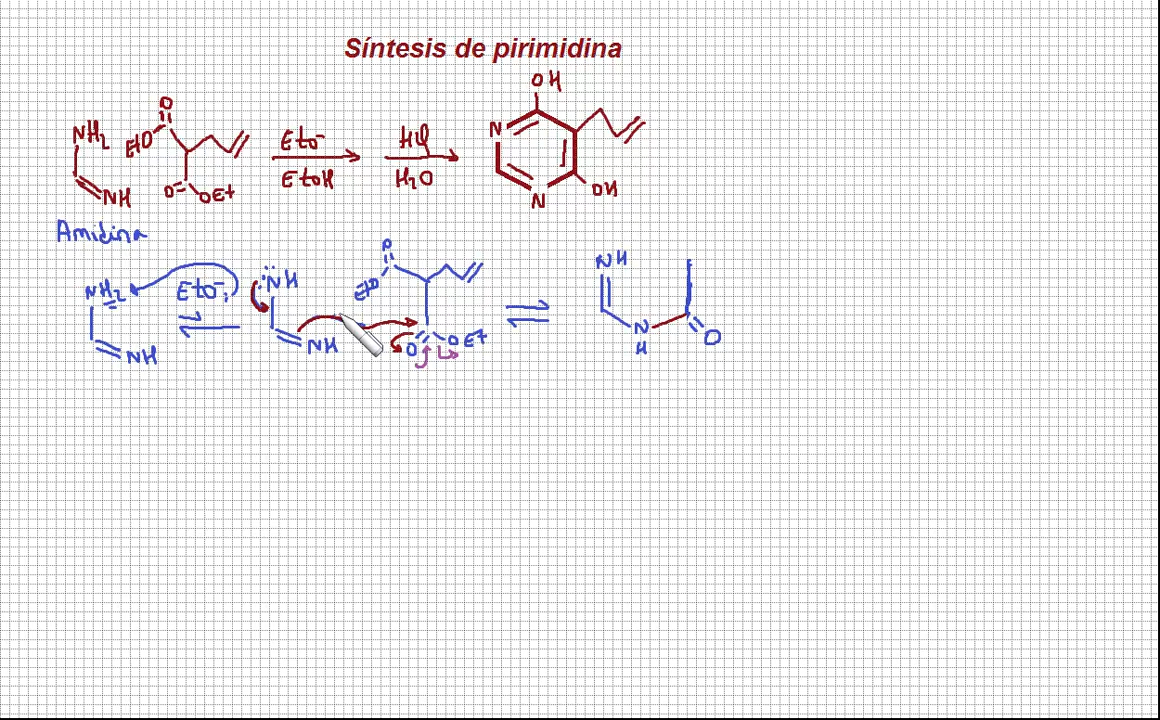 Síntesis de pirimidina
NH2 EtO O O OEt NH
EtO-
EtOH
HCl
H2O
OH N N OH
Amidina
NH2 NH
EtO-:
:NH NH
O EtO O OEt
NH N H O